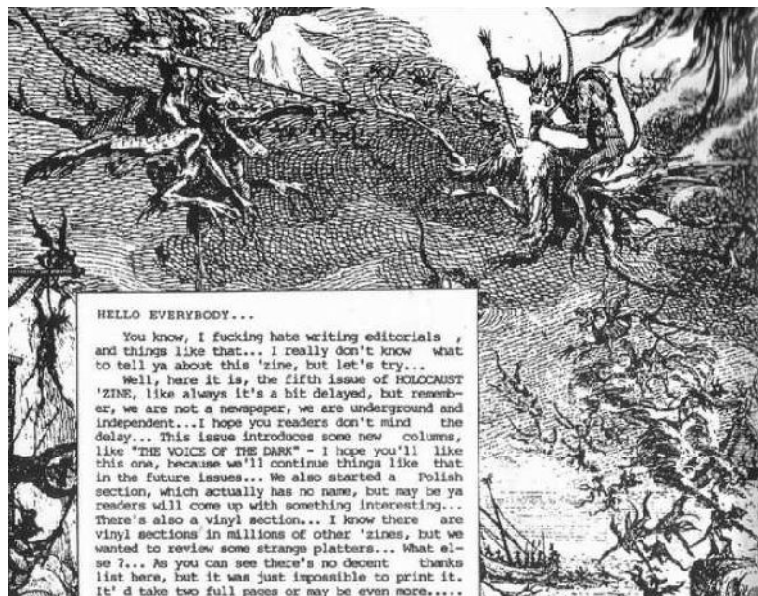 HELLO EVERYBODY...
You know, I fucking hate writing editorials ,
and things like that... I really don't know what
to tell ya about this 'zine, but let's try...
Well, here it is, the fifth issue of HOLOCAUST
'ZINE, like always it's a bit delayed, but rememb-
er, we are not a newspaper, we are underground and
independent...I hope you readers don't mind the
delay... This issue introduces some new columns,
like "THE VOICE OF THE DARK" - I hope you'll like
this one, because we'll continue things like that
in the future issues... We also started a Polish
section, which actually has no name, but may be ya
readers will come up with something interesting...
There's also a vinyl section... I know there are
vinyl sections in millions of other 'zines, but we
wanted to review some strange platters... What el-
se ?... As you can see there's no decent thanks
list here, but it was just impossible to print it.
It' d take two full pages or may be even more.....